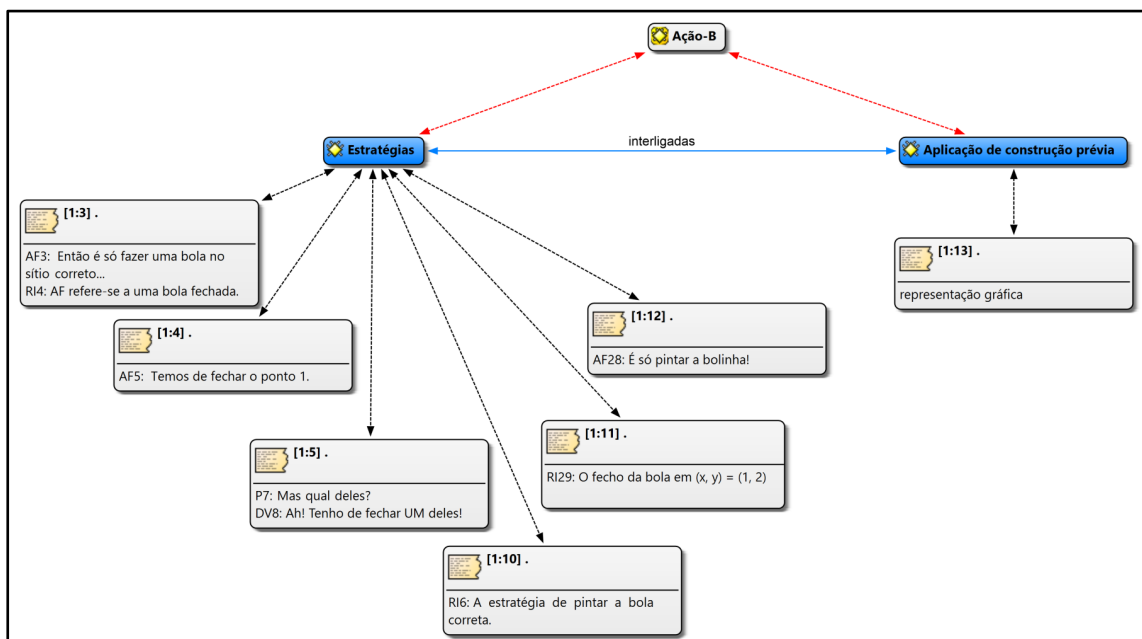 Ação-B
Estratégias
interligadas
Aplicação de construção prévia
[1:3] .
AF3: Então é só fazer uma bola no
sítio correto...
RI4: AF refere-se a uma bola fechada.
[1:13] .
representação gráfica
[1:12] .
AF28: É só pintar a bolinha!
[1:4] .
AF5: Temos de fechar o ponto 1.
[1:11] .
RI29: O fecho da bola em (x, y) = (1, 2)
[1:5] .
P7: Mas qual deles?
DV8: Ah! Tenho de fechar UM deles!
[1:10] .
RI6: A estratégia de pintar a bola
correta.